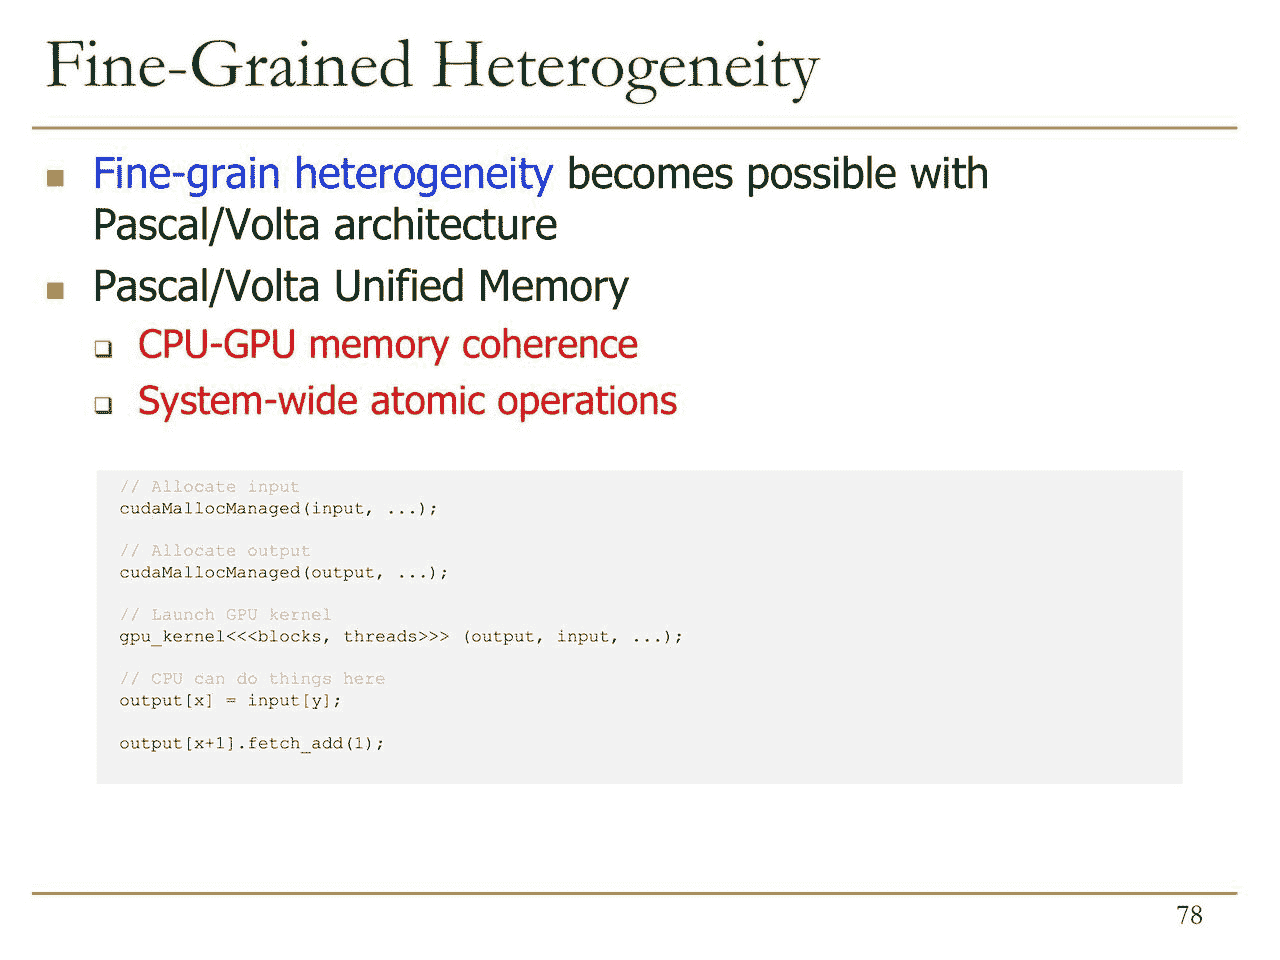 Fine-Grained Heterogeneity
Fine-grain heterogeneity becomes possible with
Pascal/Volta architecture
Pascal/Volta Unified Memory
CPU-GPU memory coherence
System-wide atomic operations
// Allocate input
cudaMallocManaged(input, ...);
// Allocate output
cudaMallocManaged(output, ...);
// Launch GPU kernel
gpu_kernel<<<blocks, threads>>> (output, input, ...);
// CPU can do things here
output[x] = input[y];
output[x+1].fetch_add(1);
78